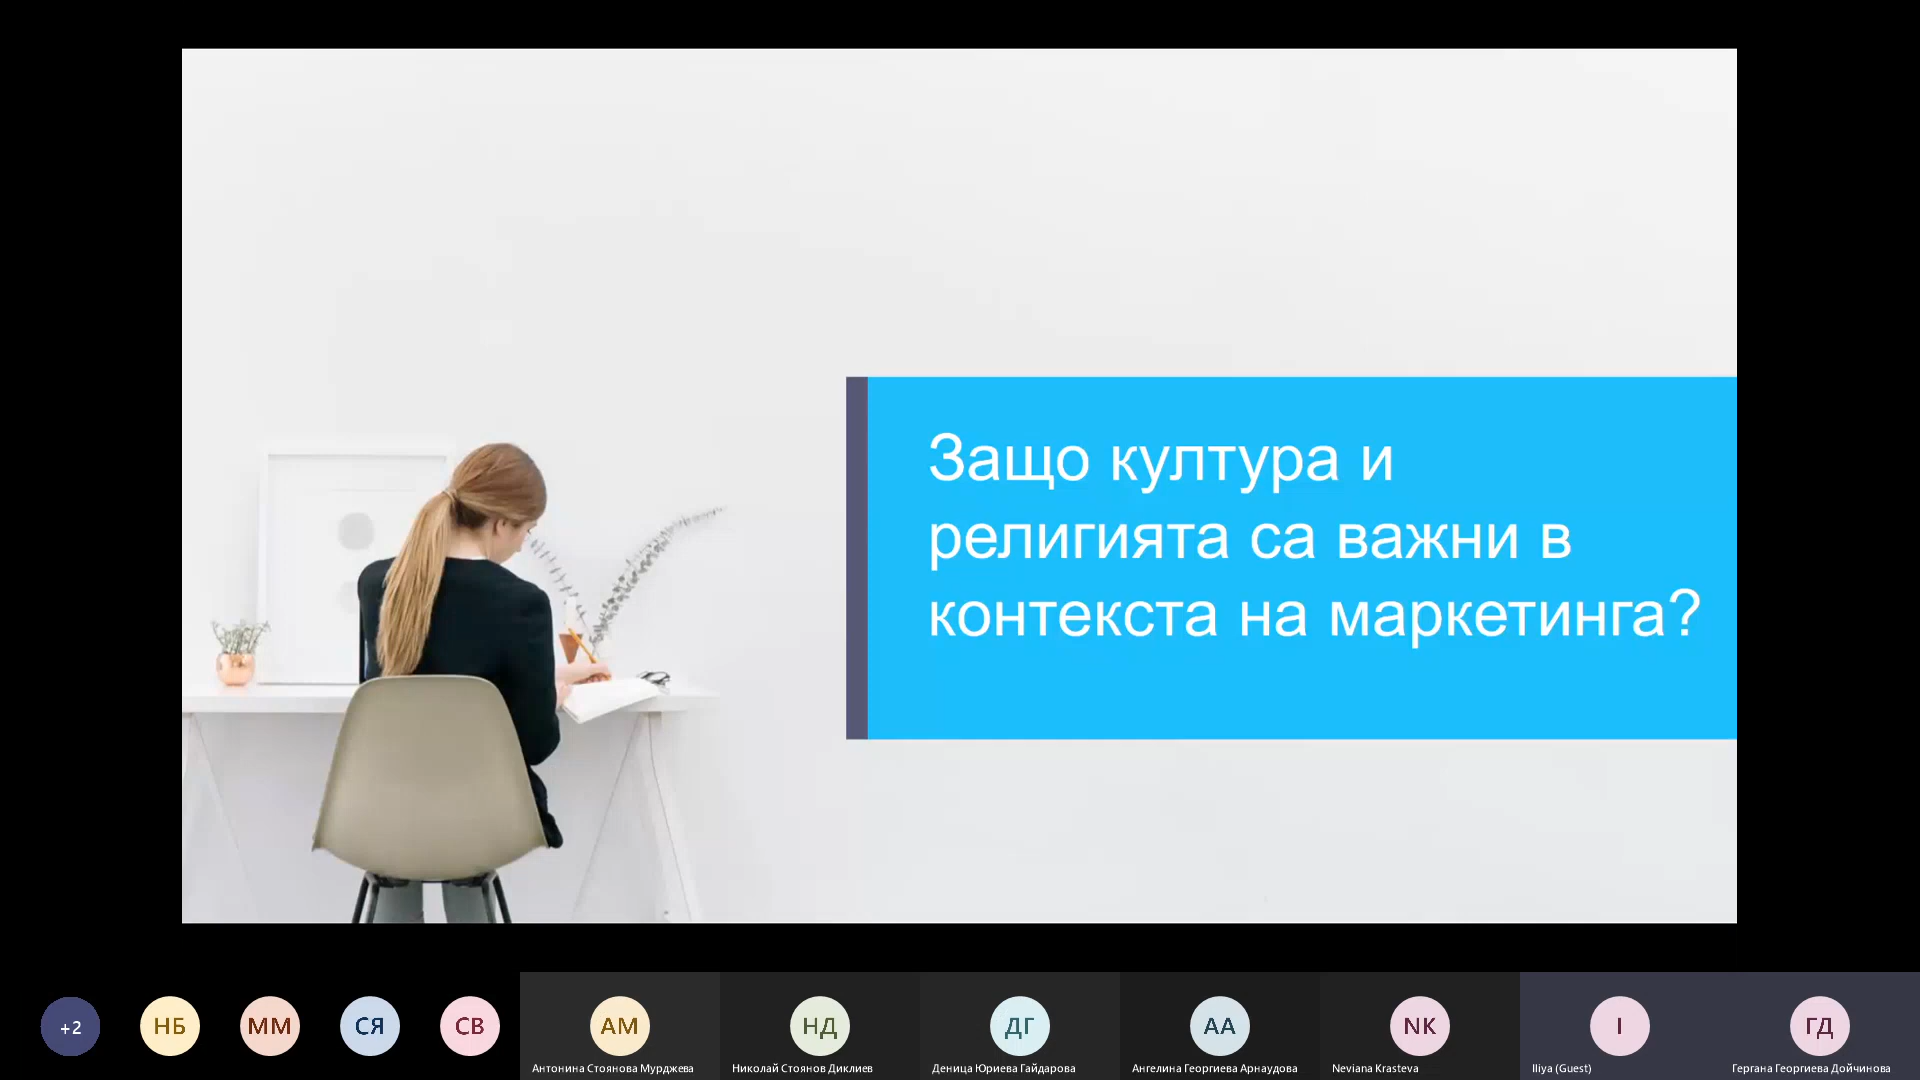 Защо култура и
религията са важни в
контекста на маркетинга?
+2
НБ
ММ
СЯ
СВ
АМ
НД
ДГ
АА
NK
I
ГД
Антонина Стоянова Мурджева
Николай Стоянов Диклиев
Деница Юриева Гайдарова
Ангелина Георгиева Арнаудова
Neviana Krasteva
Iliya (Guest)
Гергана Георгиева Дойчинова